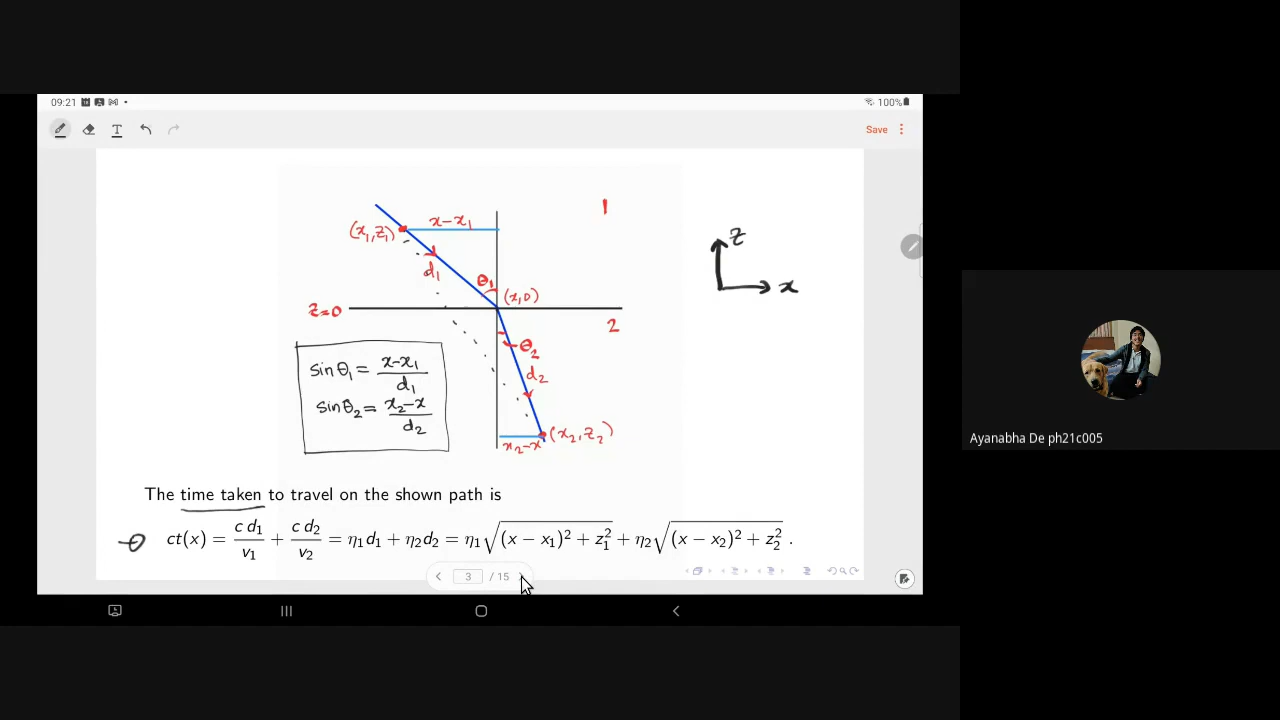 09:21
100%
T
Save
(x₁,z₁)
x-x₁
1
z
x
d₁
θ₁
(x,0)
z=0
2
θ₂
d₂
sinθ₁ = (x-x₁)/d₁
sinθ₂ = (x₂-x)/d₂
(x₂,z₂)
x₂-x
The time taken to travel on the shown path is
ct(x) = c d₁/v₁ + c d₂/v₂ = η₁d₁ + η₂d₂ = η₁√((x − x₁)² + z₁²) + η₂√((x − x₂)² + z₂²) .
3 / 15
Ayanabha De ph21c005